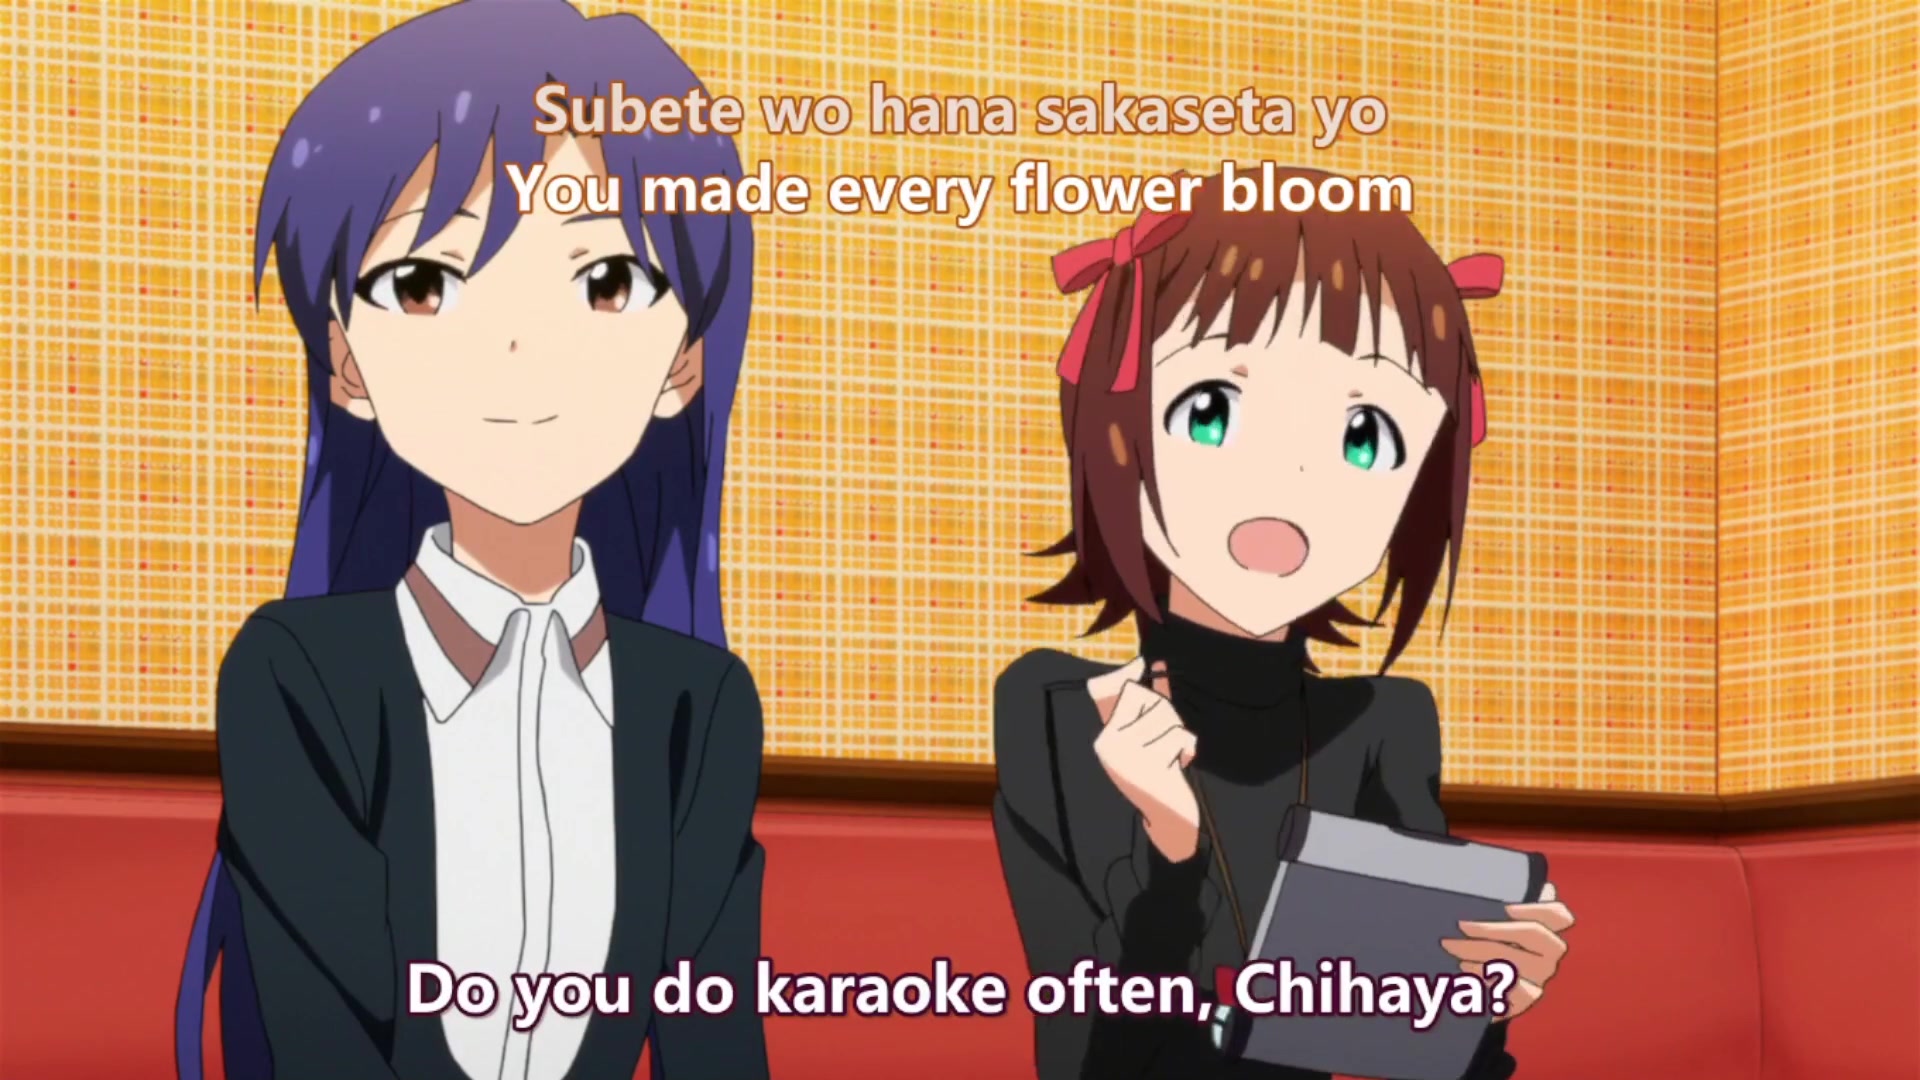 Subete wo hana sakaseta yo
You made every flower bloom
Do you do karaoke often, Chihaya?